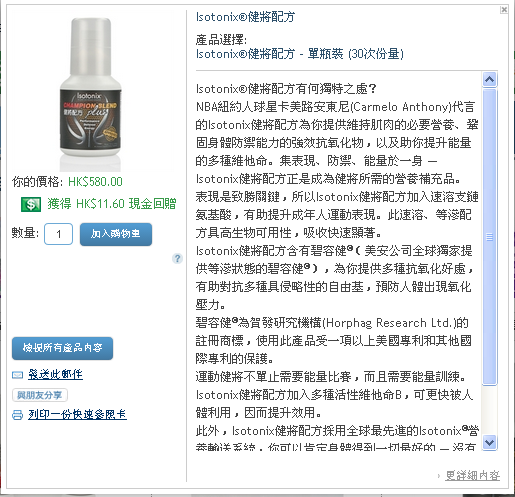 Isotonix®健將配方
產品選擇:
Isotonix®健將配方 - 單瓶裝 (30次份量)
Isotonix
CHAMPION BLEND
健將配方 plus
你的價格: HK$580.00
獲得 HK$11.60 現金回贈
數量: 1 加入購物車
?
檢視所有產品內容
發送此郵件
與朋友分享
列印一份快速參照卡
Isotonix®健將配方有何獨特之處?
NBA紐約人球星卡美路安東尼(Carmelo Anthony)代言
的Isotonix健將配方為你提供維持肌肉的必要營養、鞏
固身體防禦能力的強效抗氧化物，以及助你提升能量
的多種維他命。集表現、防禦、能量於一身 —
Isotonix健將配方正是成為健將所需的營養補充品。
表現是致勝關鍵，所以Isotonix健將配方加入速溶支鏈
氨基酸，有助提升成年人運動表現。此速溶、等滲配
方具高生物可用性，吸收快速顯著。
Isotonix健將配方含有碧容健®( 美安公司全球獨家提
供等滲狀態的碧容健®)，為你提供多種抗氧化好處，
有助對抗多種具侵略性的自由基，預防人體出現氧化
壓力。
碧容健®為賀發研究機構(Horphag Research Ltd.)的
註冊商標，使用此產品受一項以上美國專利和其他國
際專利的保護。
運動健將不單止需要能量比賽，而且需要能量訓練。
Isotonix健將配方加入多種活性維他命B，可更快被人
體利用，因而提升效用。
此外，Isotonix健將配方採用全球最先進的Isotonix®營
養輸送系統，你可以肯定身體得到一切最好的 — 沒有
更詳細內容